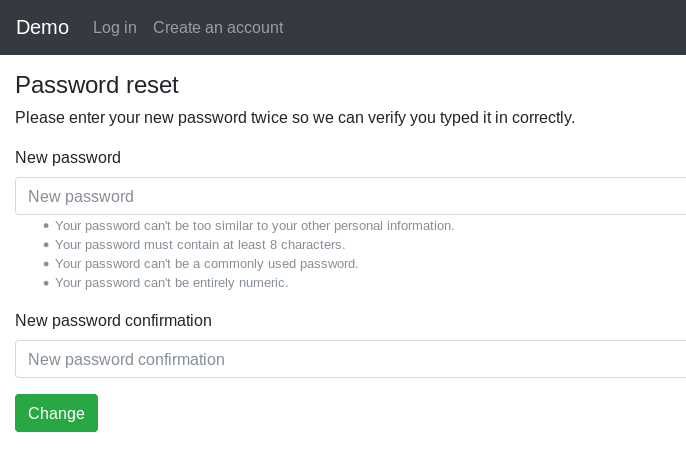 Demo Log in Create an account
Password reset
Please enter your new password twice so we can verify you typed it in correctly.
New password
New password
• Your password can't be too similar to your other personal information.
• Your password must contain at least 8 characters.
• Your password can't be a commonly used password.
• Your password can't be entirely numeric.
New password confirmation
New password confirmation
Change